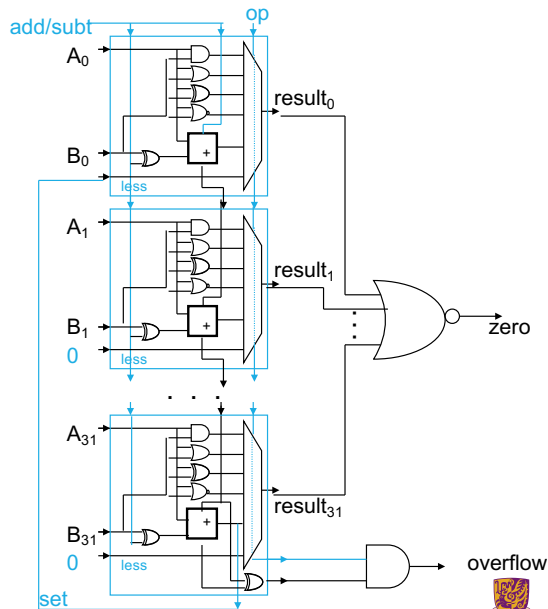 add/subt op
A0
result0
B0
+
less
A1
result1
B1
+
zero
0
less
. . .
A31
result31
B31
+
0
less
overflow
set